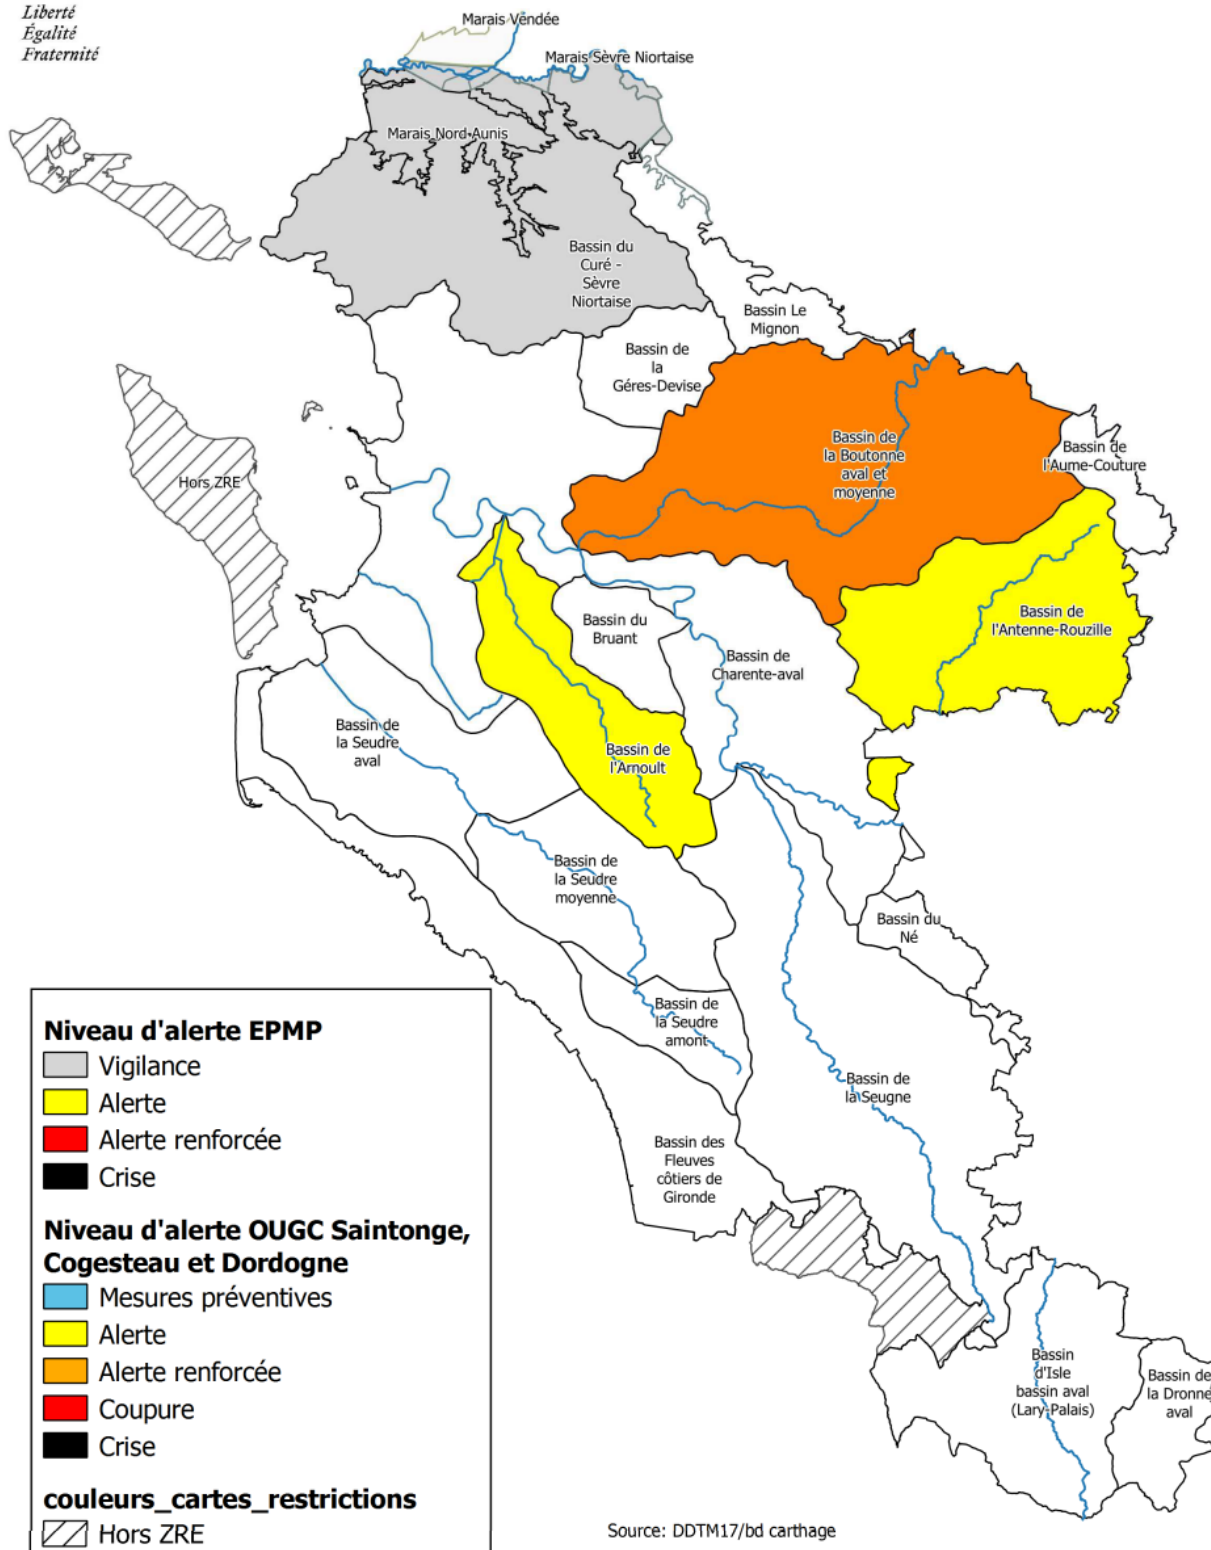 Liberté
Égalité
Fraternité
Marais Vendée
Marais Sèvre Niortaise
Marais Nord Aunis
Bassin du
Curé -
Sèvre
Niortaise
Bassin Le
Mignon
Bassin de
la
Géres-Devise
Bassin de
la Boutonne
aval et
moyenne
Bassin de
l'Aume-Couture
Hors ZRE
Bassin de
l'Antenne-Rouzille
Bassin du
Bruant
Bassin de
Charente-aval
Bassin de
la Seudre
aval
Bassin de
l'Arnoult
Bassin de
la Seudre
moyenne
Bassin du
Né
Bassin de
la Seudre
amont
Bassin de
la Seugne
Bassin des
Fleuves
côtiers de
Gironde
Bassin
d'Isle
bassin aval
(Lary-Palais)
Bassin de
la Dronne
aval
Niveau d'alerte EPMP
Vigilance
Alerte
Alerte renforcée
Crise
Niveau d'alerte OUGC Saintonge,
Cogesteau et Dordogne
Mesures préventives
Alerte
Alerte renforcée
Coupure
Crise
couleurs_cartes_restrictions
Hors ZRE
Source: DDTM17/bd carthage